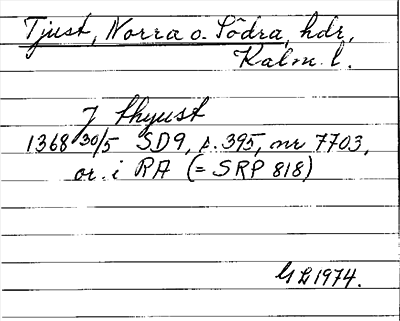 Tjust, Norra o. Södra, hdr,
Kalm. l.
J thyust
1368 30/5 SD9, s. 395, nr 7703,
or. i RA (= SRP 818)
G L 1974.